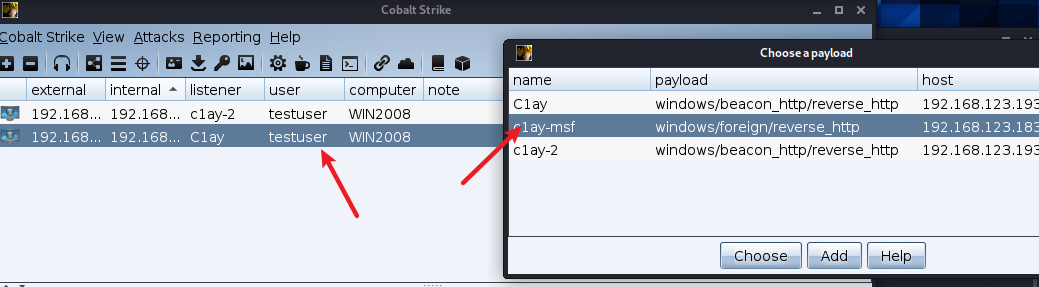 Cobalt Strike
Cobalt Strike View Attacks Reporting Help
external internal listener user computer note
192.168... 192.168... c1ay-2 testuser WIN2008
192.168... 192.168... C1ay testuser WIN2008
Choose a payload
name payload host
C1ay windows/beacon_http/reverse_http 192.168.123.193
c1ay-msf windows/foreign/reverse_http 192.168.123.183
c1ay-2 windows/beacon_http/reverse_http 192.168.123.193
Choose Add Help